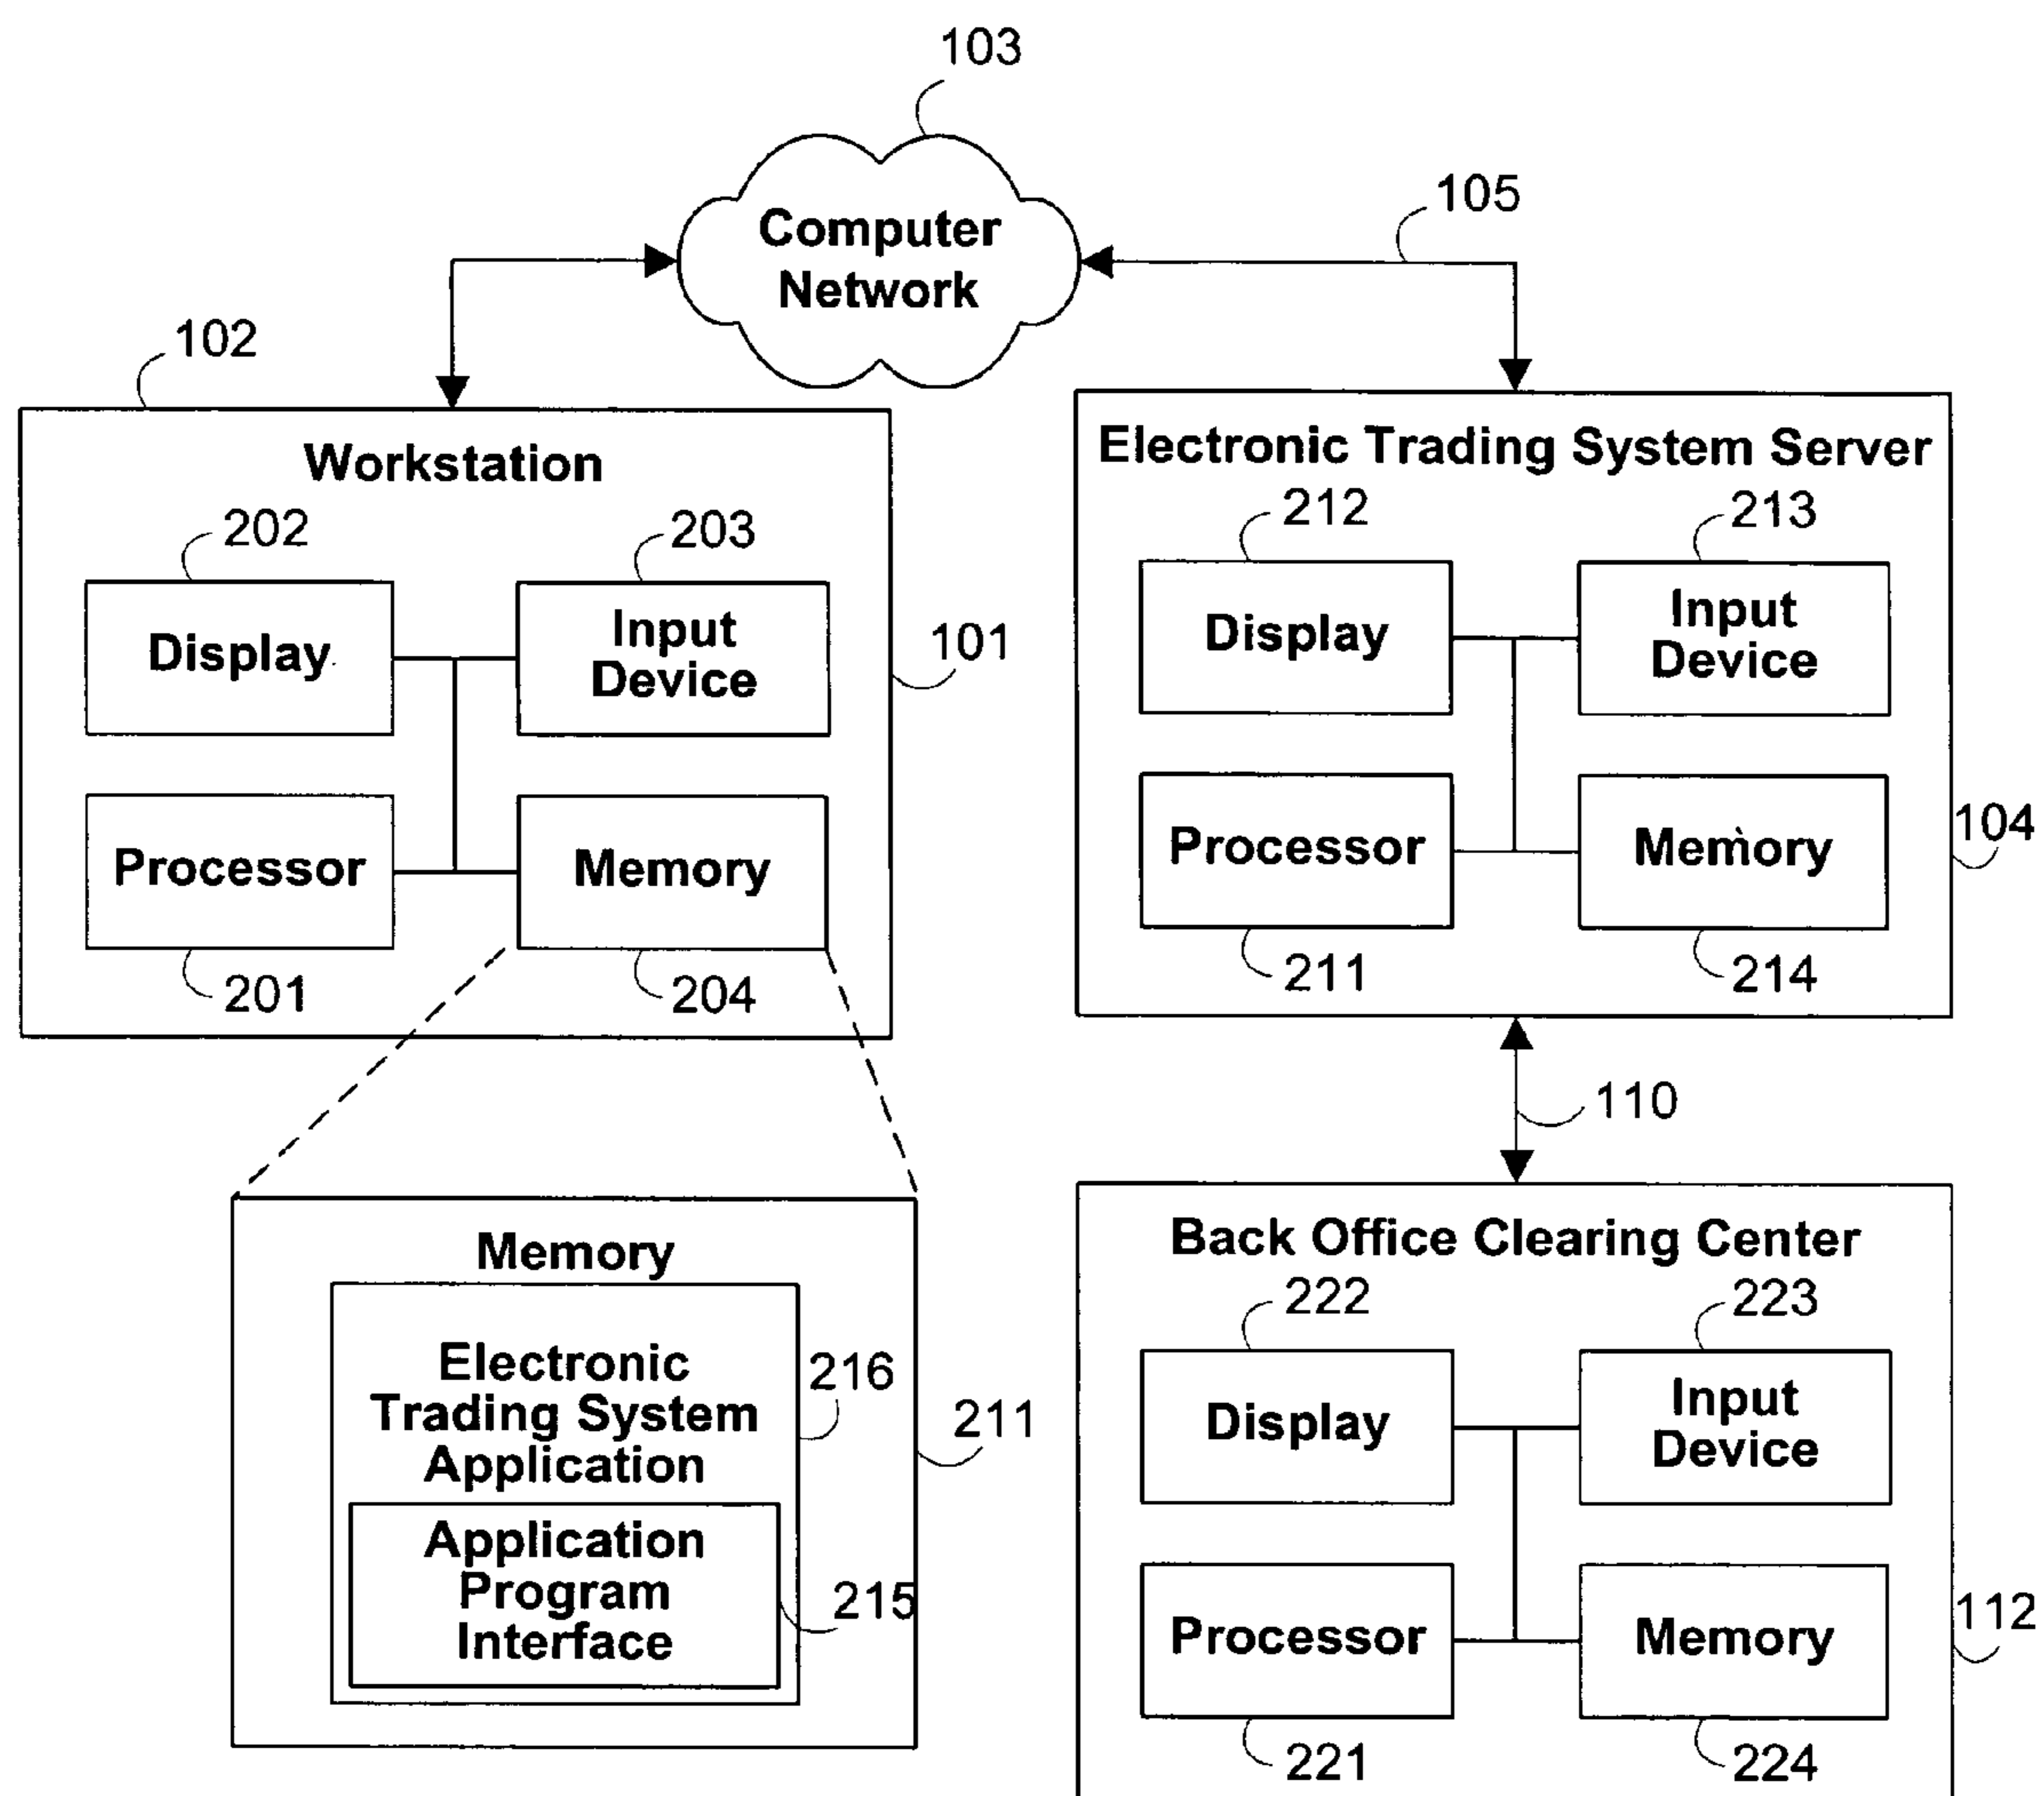 103
Computer
Network
105
102
Workstation
202
203
Display
Input
Device
101
Processor
Memory
201
204
Electronic Trading System Server
212
213
Display
Input
Device
Processor
Memory
104
211
214
110
Memory
Electronic
Trading System
Application
216
211
Application
Program
Interface
215
Back Office Clearing Center
222
223
Display
Input
Device
Processor
Memory
112
221
224